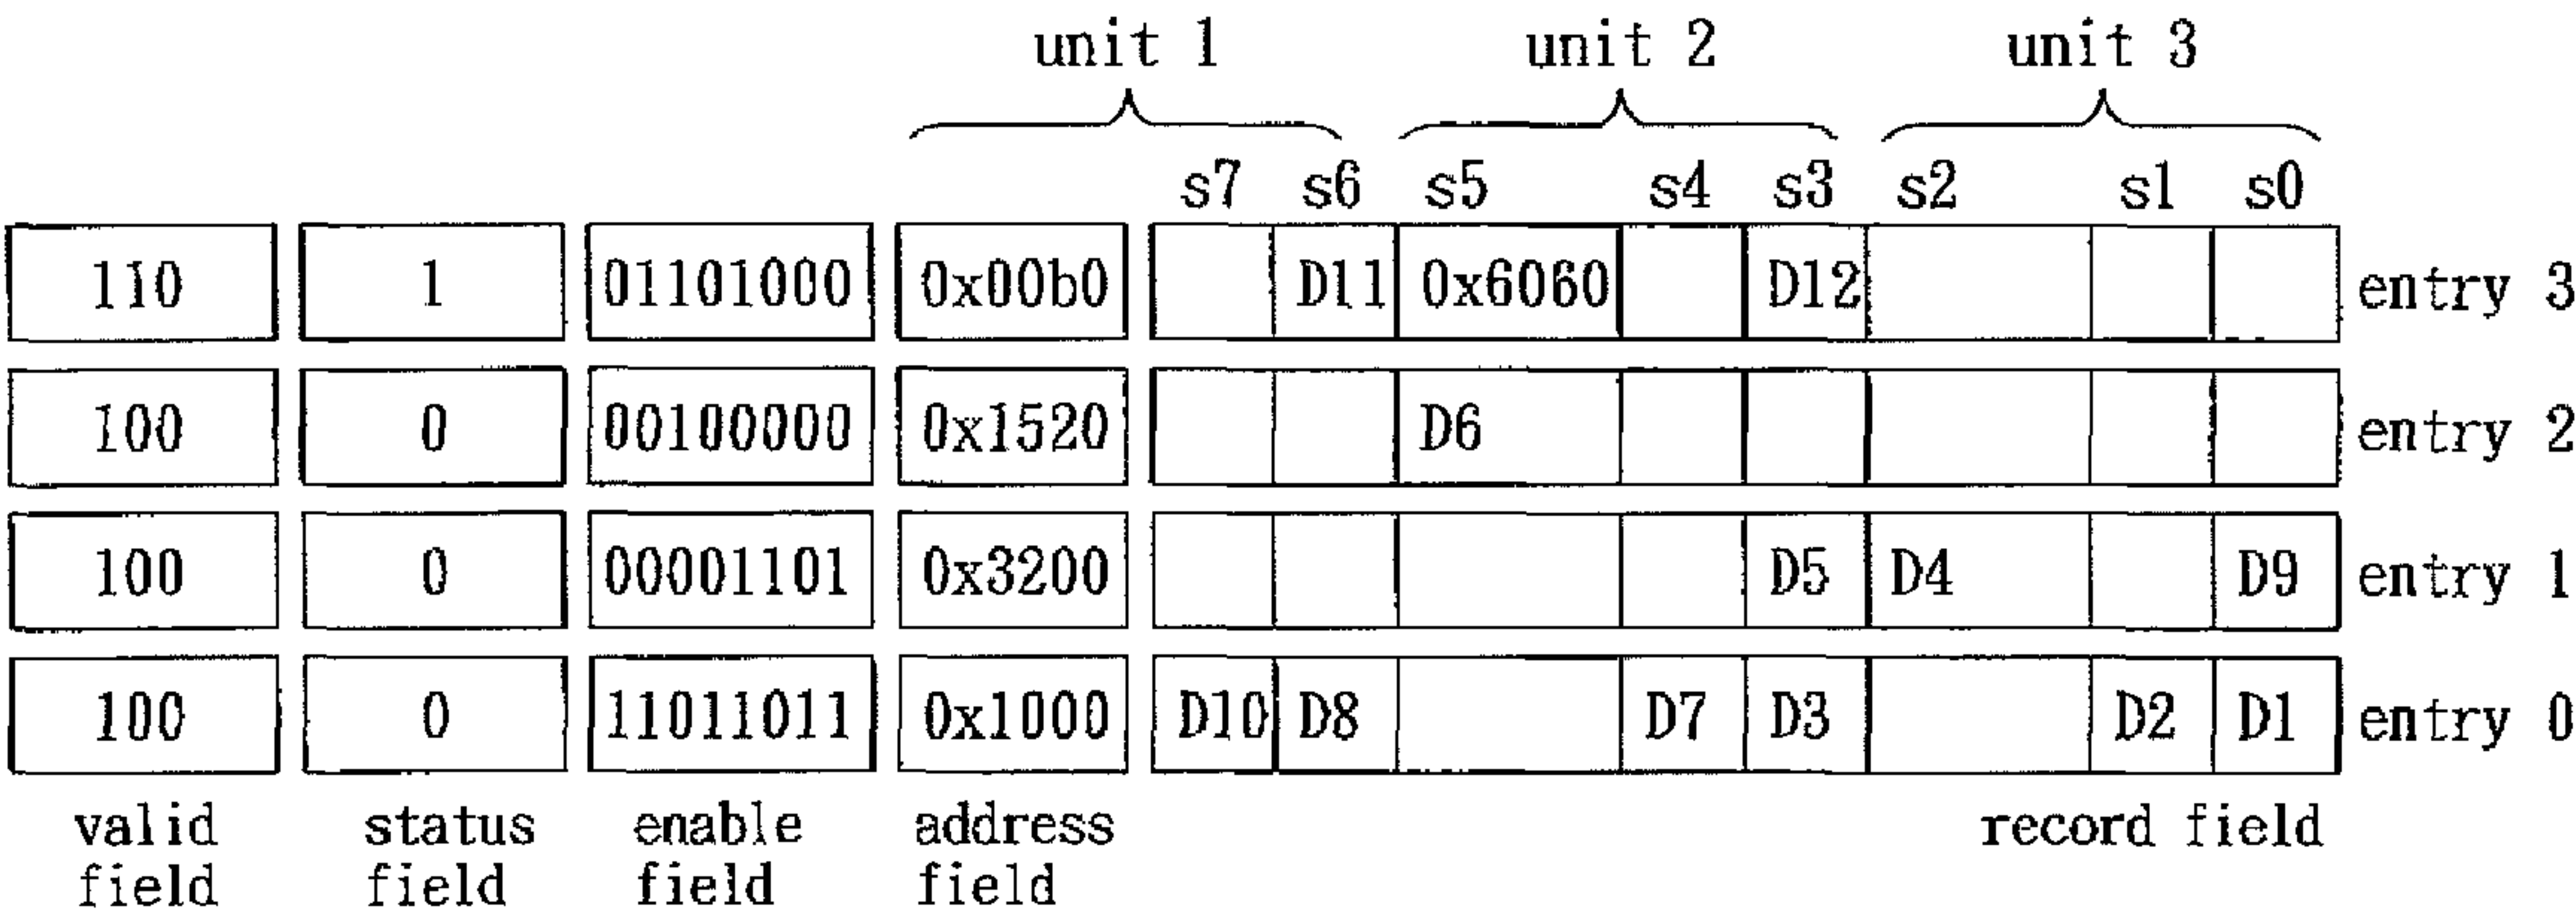 unit 1 unit 2 unit 3
s7 s6 s5 s4 s3 s2 s1 s0
110 1 01101000 0x00b0 D11 0x6060 D12 entry 3
100 0 00100000 0x1520 D6 entry 2
100 0 00001101 0x3200 D5 D4 D9 entry 1
100 0 11011011 0x1000 D10 D8 D7 D3 D2 D1 entry 0
valid status enable address record field
field field field field